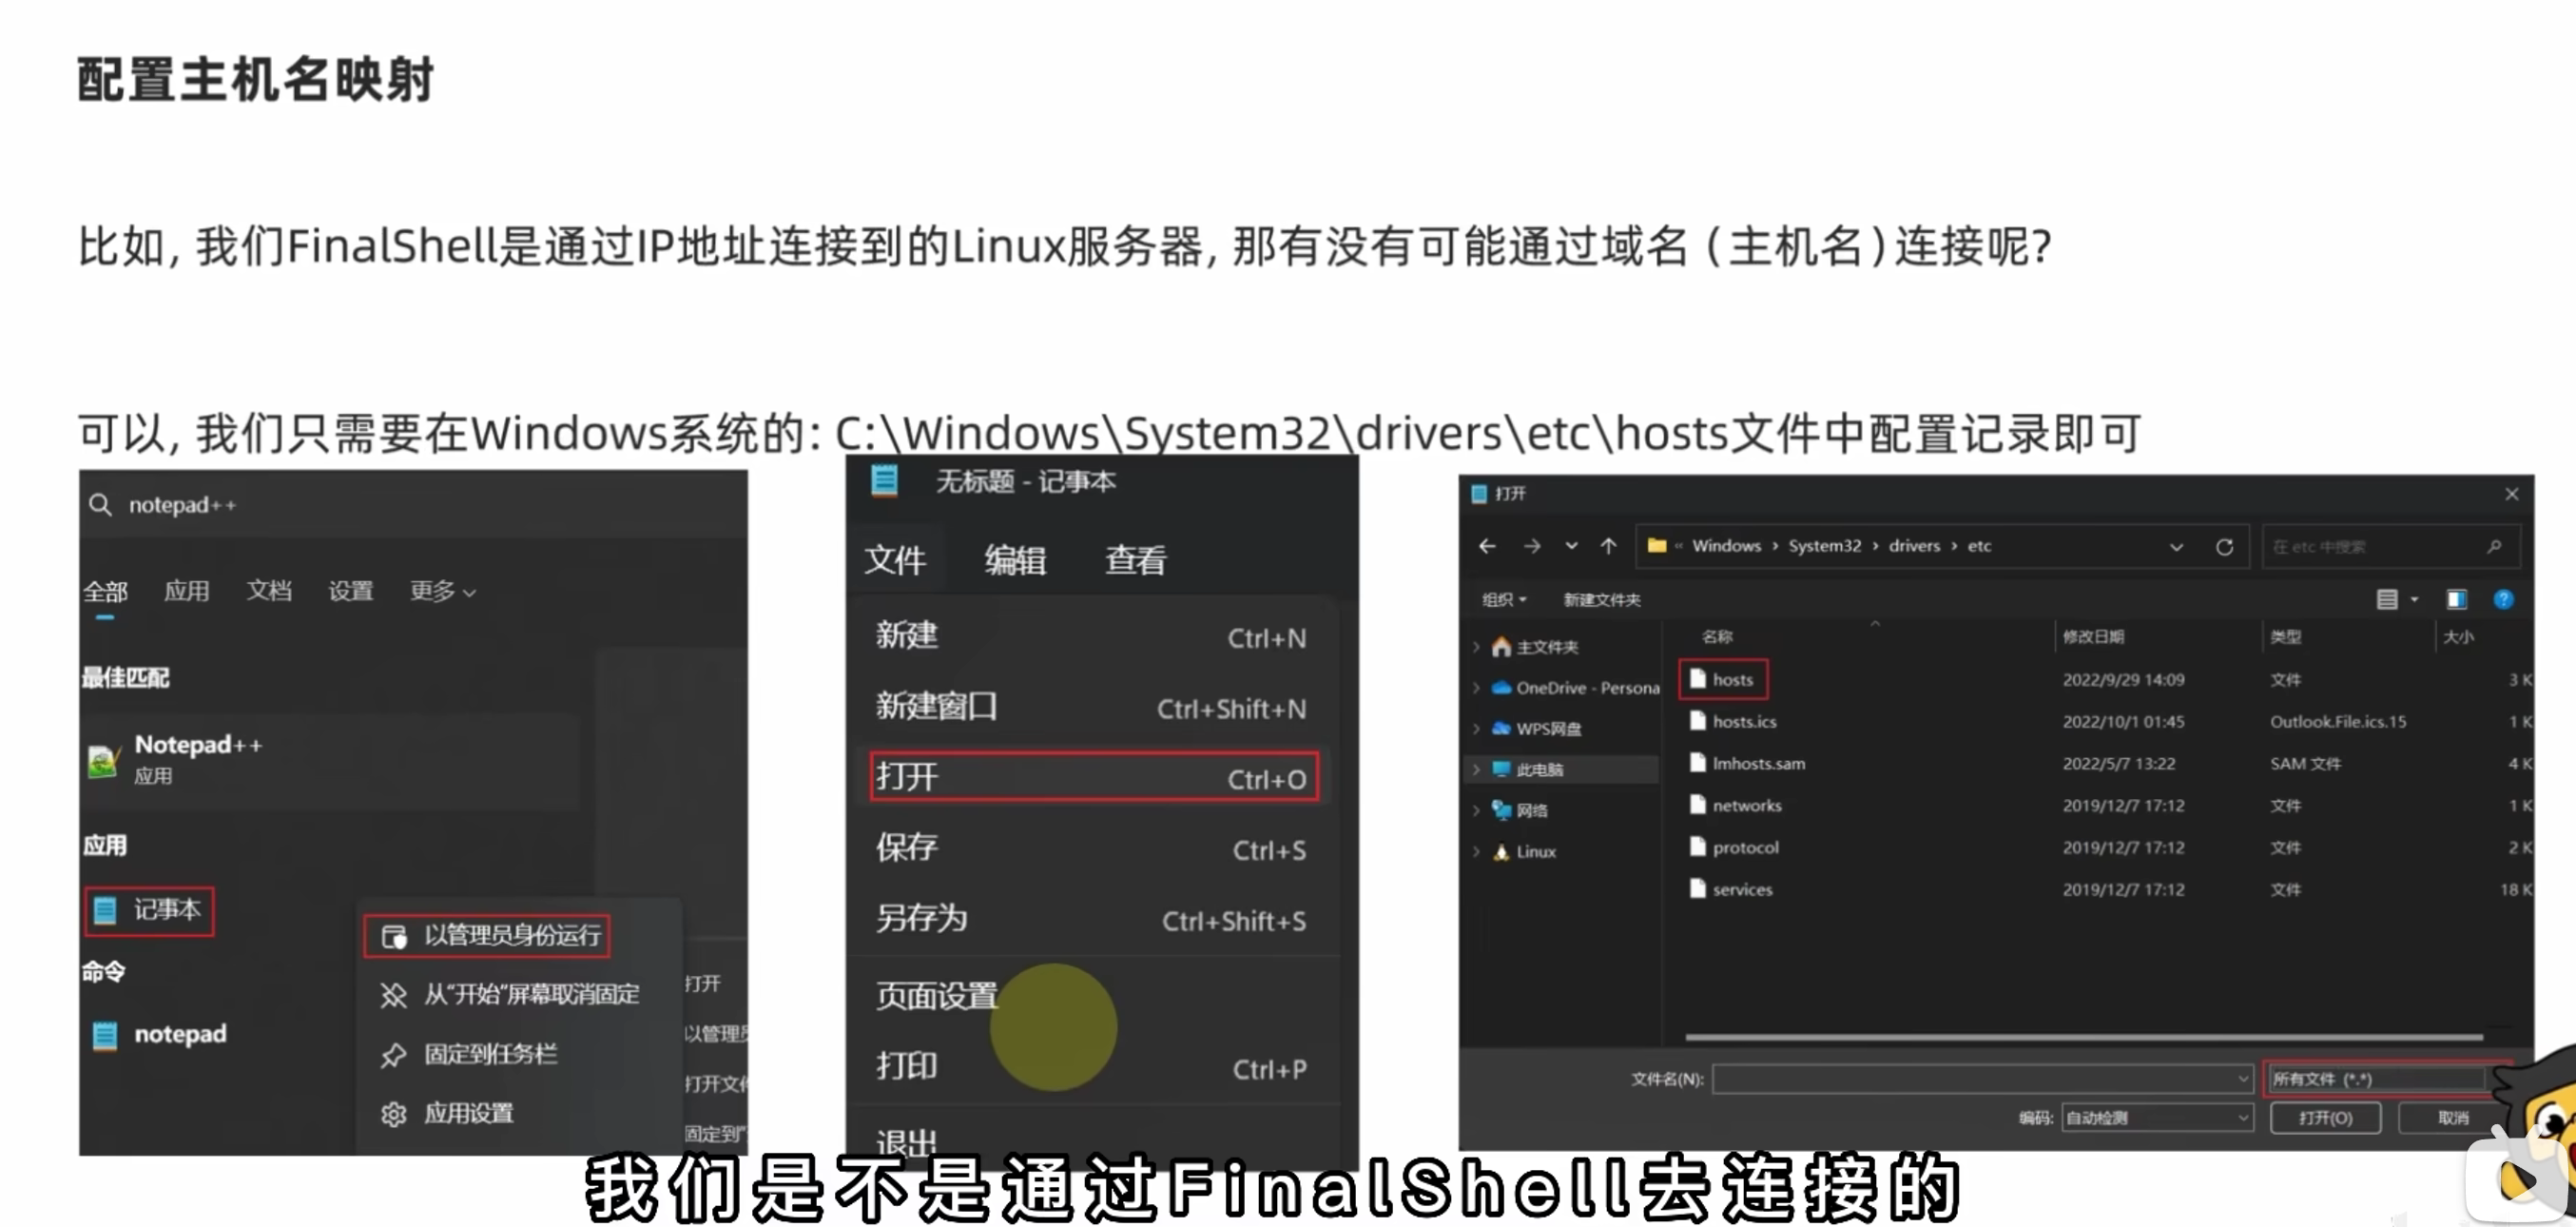 配置主机名映射
比如, 我们FinalShell是通过IP地址连接到的Linux服务器, 那有没有可能通过域名（主机名）连接呢?
可以, 我们只需要在Windows系统的: C:\Windows\System32\drivers\etc\hosts文件中配置记录即可
notepad++
全部 应用 文档 设置 更多
最佳匹配
Notepad++
应用
应用
记事本
以管理员身份运行
命令
从“开始”屏幕取消固定
notepad
固定到任务栏
应用设置
打开
以管理员
打开文件
固定到"
无标题 - 记事本
文件 编辑 查看
新建 Ctrl+N
新建窗口 Ctrl+Shift+N
打开 Ctrl+O
保存 Ctrl+S
另存为 Ctrl+Shift+S
页面设置
打印 Ctrl+P
退出
打开
« Windows › System32 › drivers › etc
在 etc 中搜索
组织 新建文件夹
主文件夹
OneDrive - Persona
WPS网盘
此电脑
网络
Linux
名称 修改日期 类型 大小
hosts 2022/9/29 14:09 文件 3 K
hosts.ics 2022/10/1 01:45 Outlook.File.ics.15 1 K
lmhosts.sam 2022/5/7 13:22 SAM 文件 4 K
networks 2019/12/7 17:12 文件 1 K
protocol 2019/12/7 17:12 文件 2 K
services 2019/12/7 17:12 文件 18 K
文件名(N): 所有文件 (*.*)
编码: 自动检测 打开(O) 取消
我们是不是通过FinalShell去连接的